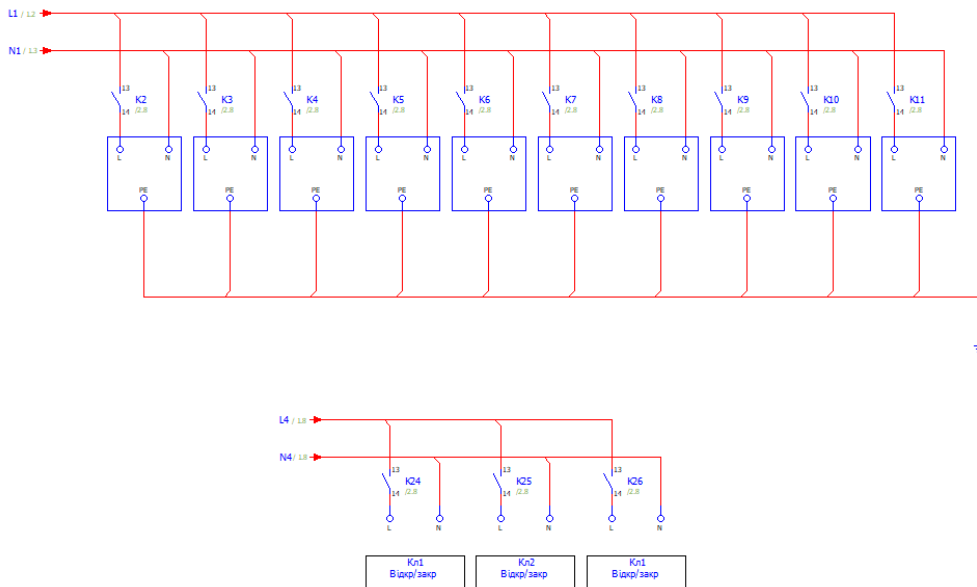 L1 / 1.2
N1 / 1.3
13 13 13 13 13 13 13 13 13 13
K2 K3 K4 K5 K6 K7 K8 K9 K10 K11
14 /2.8 14 /2.8 14 /2.8 14 /2.8 14 /2.8 14 /2.8 14 /2.8 14 /2.8 14 /2.8 14 /2.8
L N L N L N L N L N L N L N L N L N L N
PE PE PE PE PE PE PE PE PE PE
L4 / 1.8
N4 / 1.8
13 13 13
K24 K25 K26
14 /2.8 14 /2.8 14 /2.8
L N L N L N
Кл1 Кл2 Кл1
Відкр/закр Відкр/закр Відкр/закр